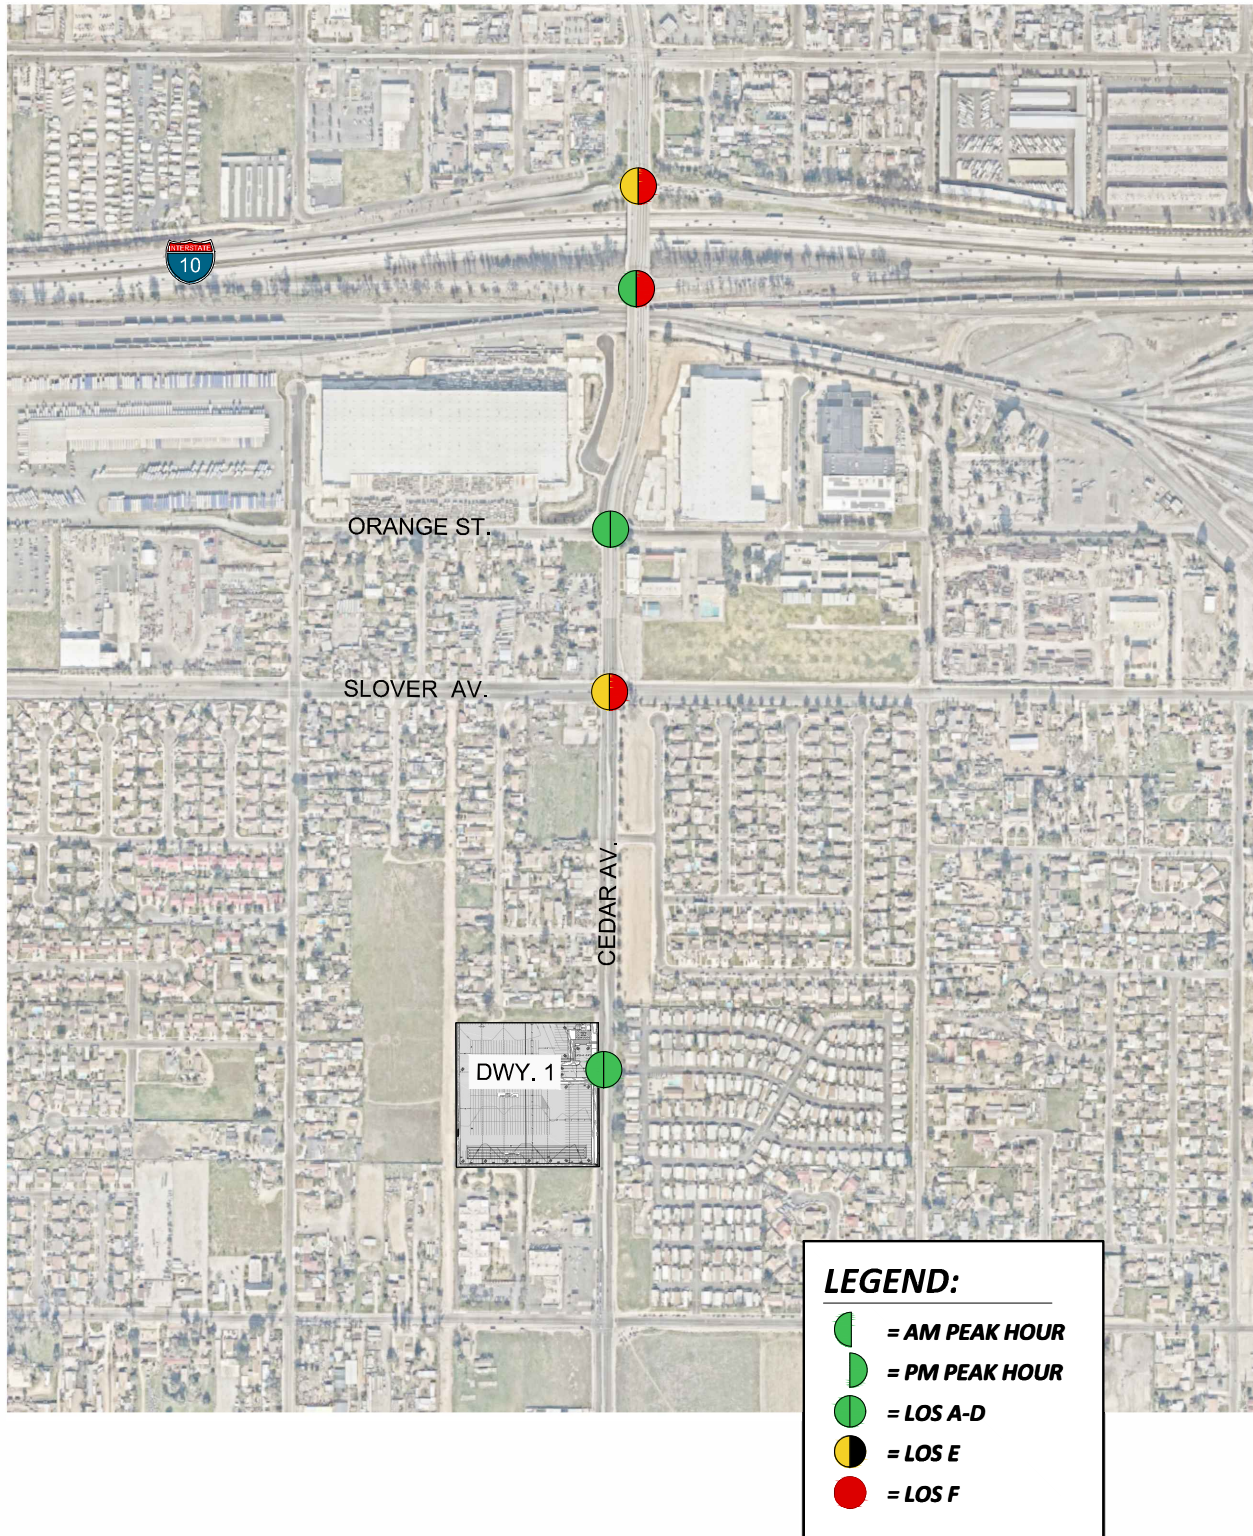 INTERSTATE
10
ORANGE ST.
SLOVER AV.
CEDAR AV.
DWY. 1
LEGEND:
= AM PEAK HOUR
= PM PEAK HOUR
= LOS A-D
= LOS E
= LOS F